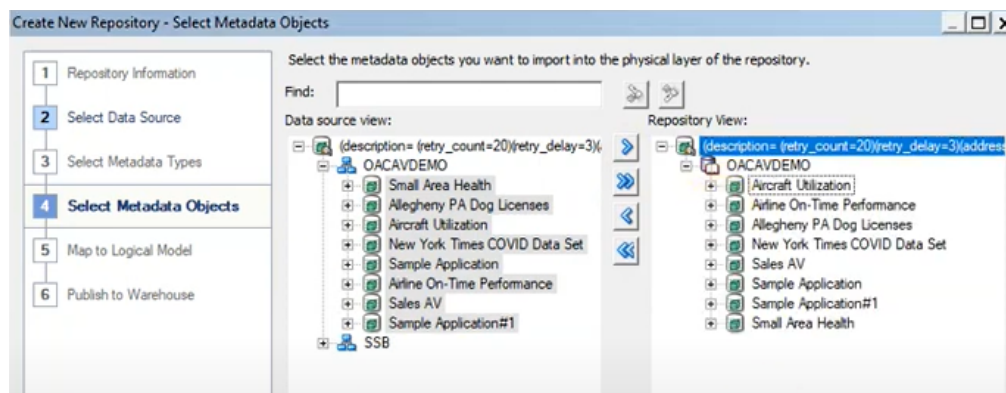 Create New Repository - Select Metadata Objects
1 Repository Information
2 Select Data Source
3 Select Metadata Types
4 Select Metadata Objects
5 Map to Logical Model
6 Publish to Warehouse
Select the metadata objects you want to import into the physical layer of the repository.
Find:
Data source view:
(description= (retry_count=20)(retry_delay=3)(
OACAVDEMO
Small Area Health
Allegheny PA Dog Licenses
Aircraft Utilization
New York Times COVID Data Set
Sample Application
Airline On-Time Performance
Sales AV
Sample Application#1
SSB
Repository View:
(description= (retry_count=20)(retry_delay=3)(address
OACAVDEMO
Aircraft Utilization
Airline On-Time Performance
Allegheny PA Dog Licenses
New York Times COVID Data Set
Sales AV
Sample Application
Sample Application#1
Small Area Health